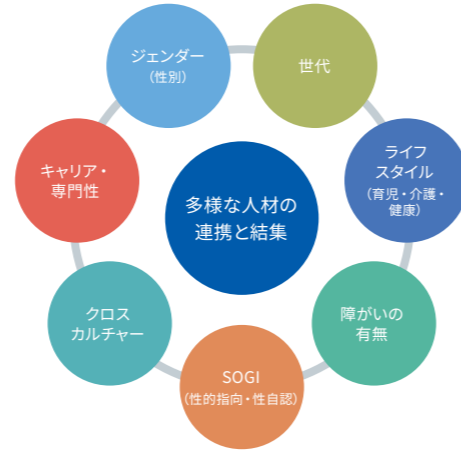 ジェンダー
（性別）
世代
ライフ
スタイル
（育児・介護・
健康）
障がいの
有無
SOGI
（性的指向・性自認）
クロス
カルチャー
キャリア・
専門性
多様な人材の
連携と結集